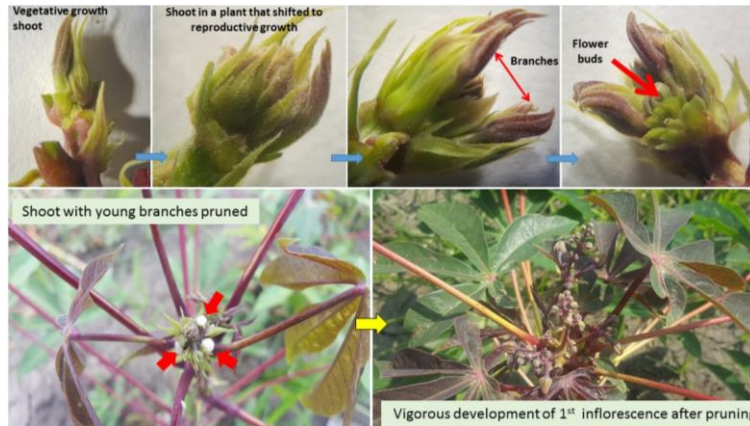 Vegetative growth
shoot
Shoot in a plant that shifted to
reproductive growth
Branches
Flower
buds
Shoot with young branches pruned
Vigorous development of 1st inflorescence after prunin